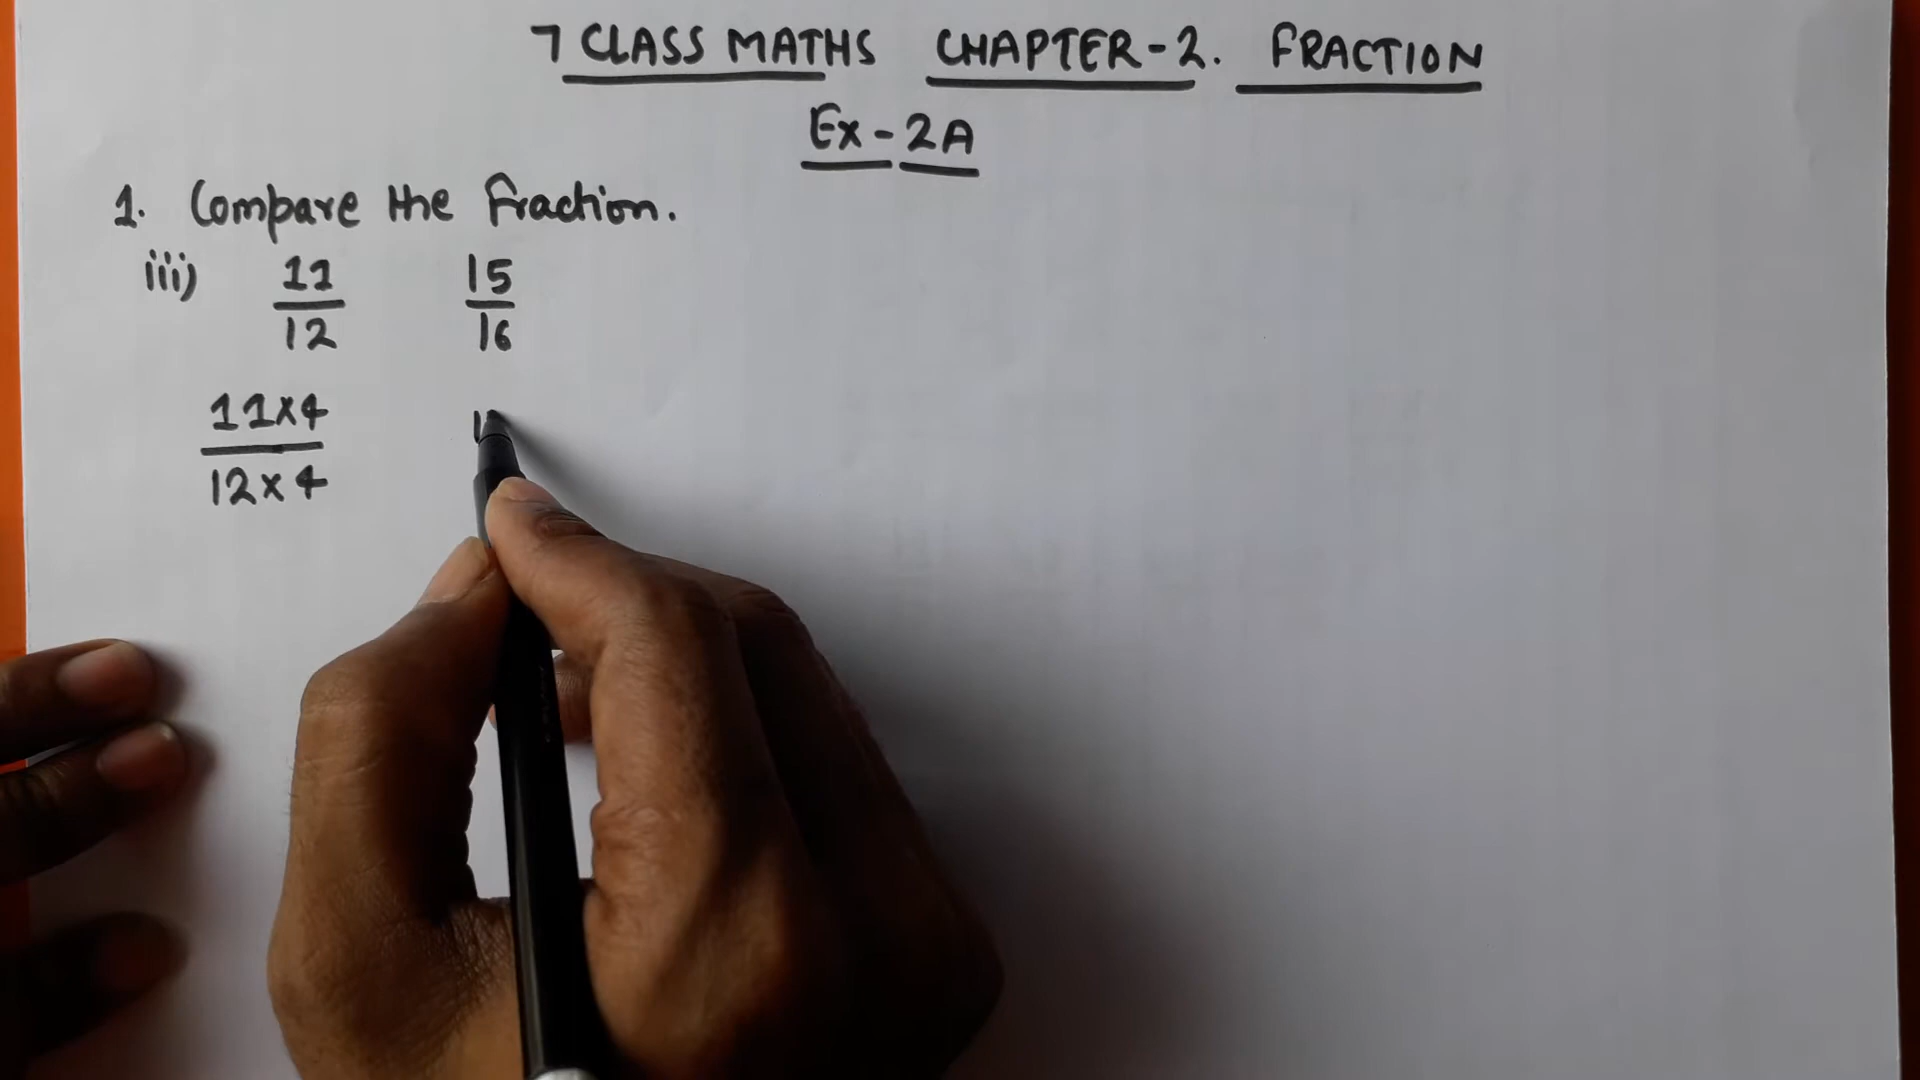 7 CLASS MATHS CHAPTER-2. FRACTION
Ex-2A
1. Compare the Fraction.
iii) 11/12 15/16
11x4/12x4 1